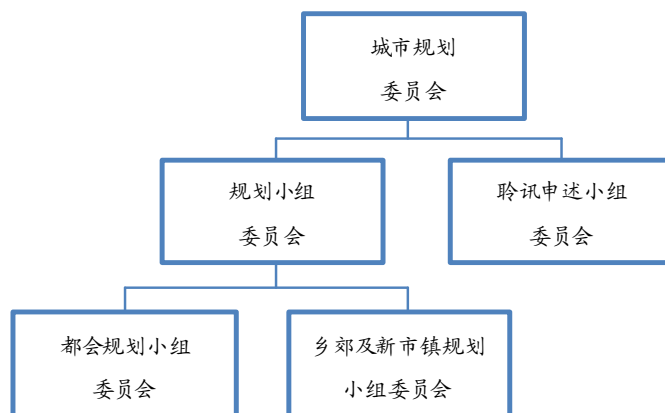 城市规划
委员会
规划小组
委员会
聆讯申述小组
委员会
都会规划小组
委员会
乡郊及新市镇规划
小组委员会